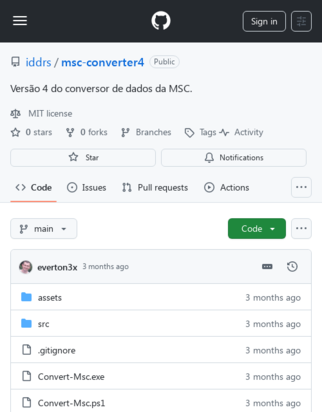 Sign in
iddrs / msc-converter4 Public
Versão 4 do conversor de dados da MSC.
MIT license
0 stars 0 forks Branches Tags Activity
Star Notifications
Code Issues Pull requests Actions
main Code
everton3x 3 months ago
assets 3 months ago
src 3 months ago
.gitignore 3 months ago
Convert-Msc.exe 3 months ago
Convert-Msc.ps1 3 months ago